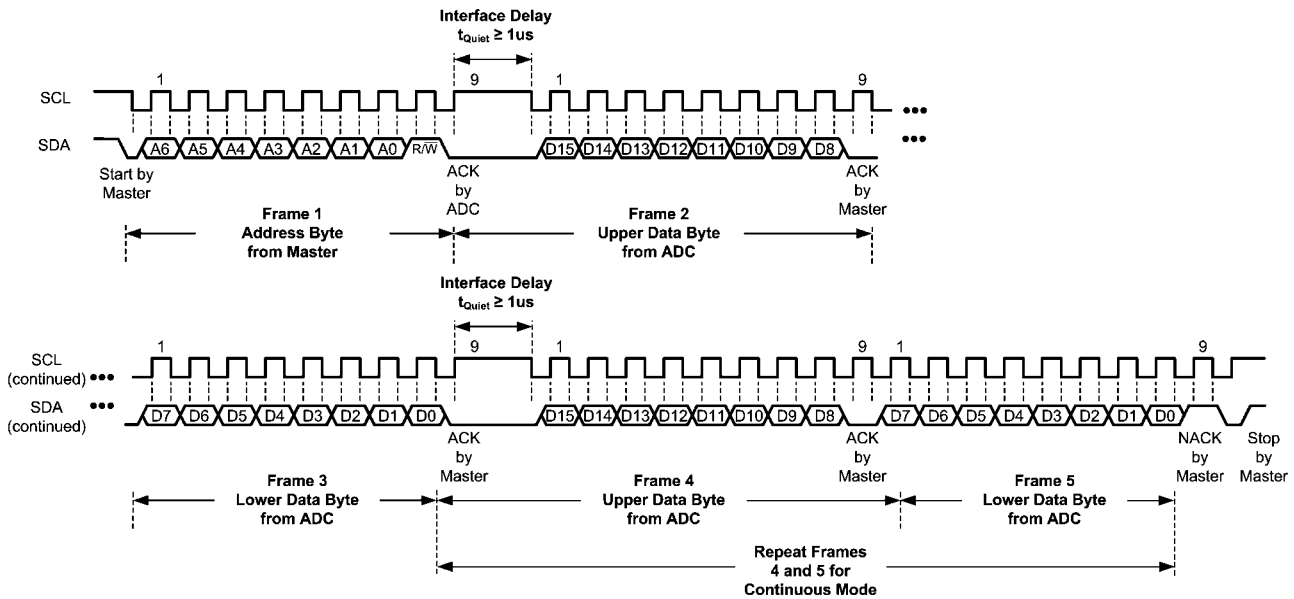 Interface Delay
tQuiet ≥ 1us
1 9 1 9
SCL
•••
SDA
A6 A5 A4 A3 A2 A1 A0 R/W̅ D15 D14 D13 D12 D11 D10 D9 D8
•••
Start by
Master
ACK
by
ADC
ACK
by
Master
Frame 1
Address Byte
from Master
Frame 2
Upper Data Byte
from ADC
Interface Delay
tQuiet ≥ 1us
1 9 1 9 1 9
SCL
(continued) •••
SDA
(continued) •••
D7 D6 D5 D4 D3 D2 D1 D0 D15 D14 D13 D12 D11 D10 D9 D8 D7 D6 D5 D4 D3 D2 D1 D0
ACK
by
Master
ACK
by
Master
NACK
by
Master
Stop
by
Master
Frame 3
Lower Data Byte
from ADC
Frame 4
Upper Data Byte
from ADC
Frame 5
Lower Data Byte
from ADC
Repeat Frames
4 and 5 for
Continuous Mode